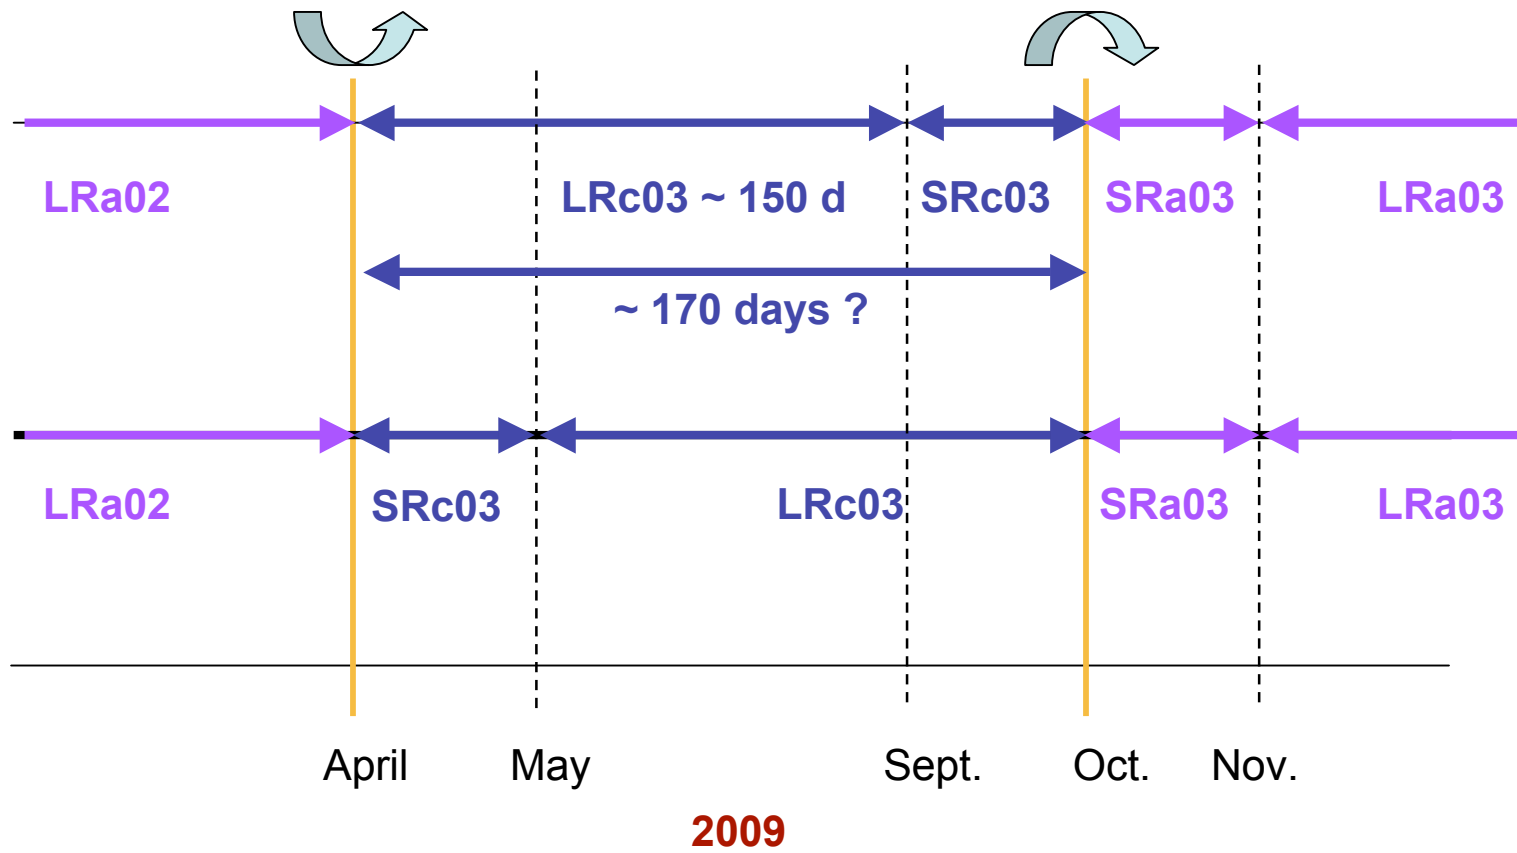 LRa02 LRc03 ~ 150 d SRc03 SRa03 LRa03
~ 170 days ?
LRa02 SRc03 LRc03 SRa03 LRa03
April May Sept. Oct. Nov.
2009